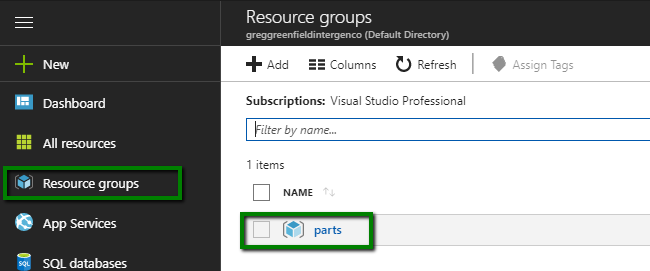 Resource groups
greggreenfieldintergenco (Default Directory)
New
Dashboard
All resources
Resource groups
App Services
SQL databases
Add Columns Refresh Assign Tags
Subscriptions: Visual Studio Professional
Filter by name...
1 items
NAME
parts